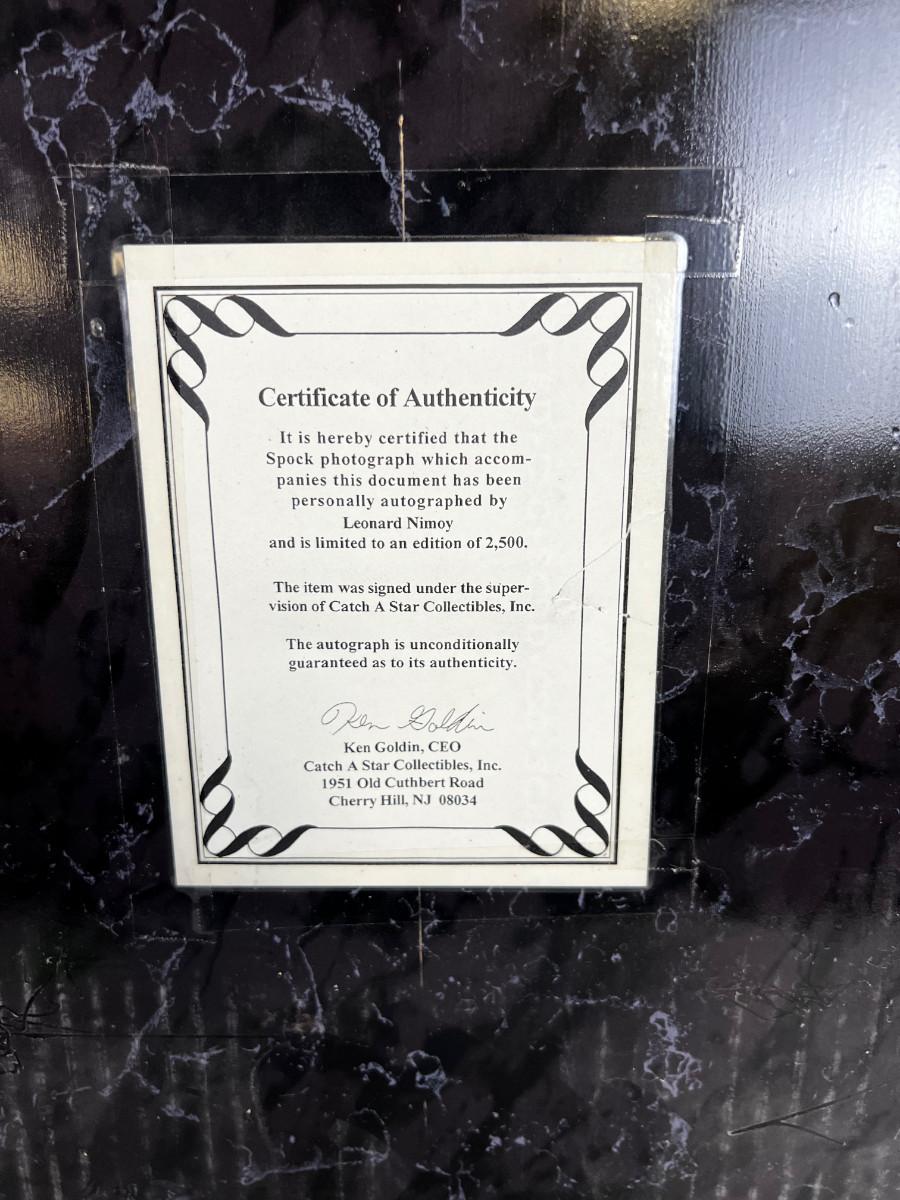 Certificate of Authenticity
It is hereby certified that the
Spock photograph which accom-
panies this document has been
personally autographed by
Leonard Nimoy
and is limited to an edition of 2,500.
The item was signed under the super-
vision of Catch A Star Collectibles, Inc.
The autograph is unconditionally
guaranteed as to its authenticity.
Ken Goldin
Ken Goldin, CEO
Catch A Star Collectibles, Inc.
1951 Old Cuthbert Road
Cherry Hill, NJ 08034